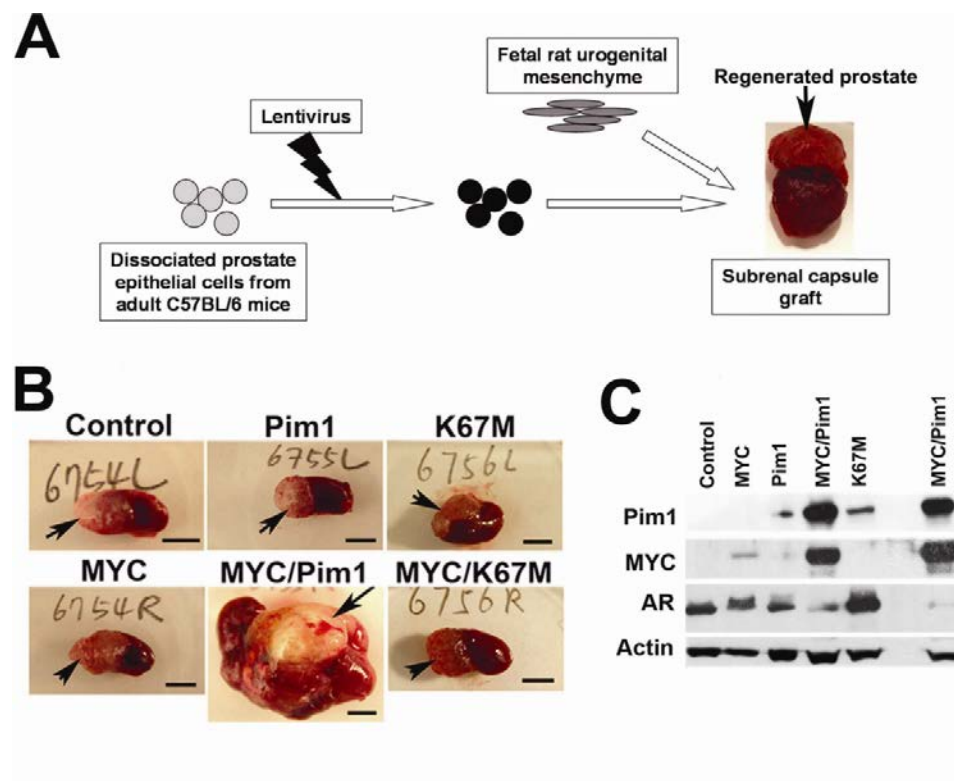 A
Lentivirus
Fetal rat urogenital
mesenchyme
Regenerated prostate
Dissociated prostate
epithelial cells from
adult C57BL/6 mice
Subrenal capsule
graft
B
Control
Pim1
K67M
6754L
6755L
6756L
MYC
MYC/Pim1
MYC/K67M
6754R
6756R
C
Control
MYC
Pim1
MYC/Pim1
K67M
MYC/Pim1
Pim1
MYC
AR
Actin